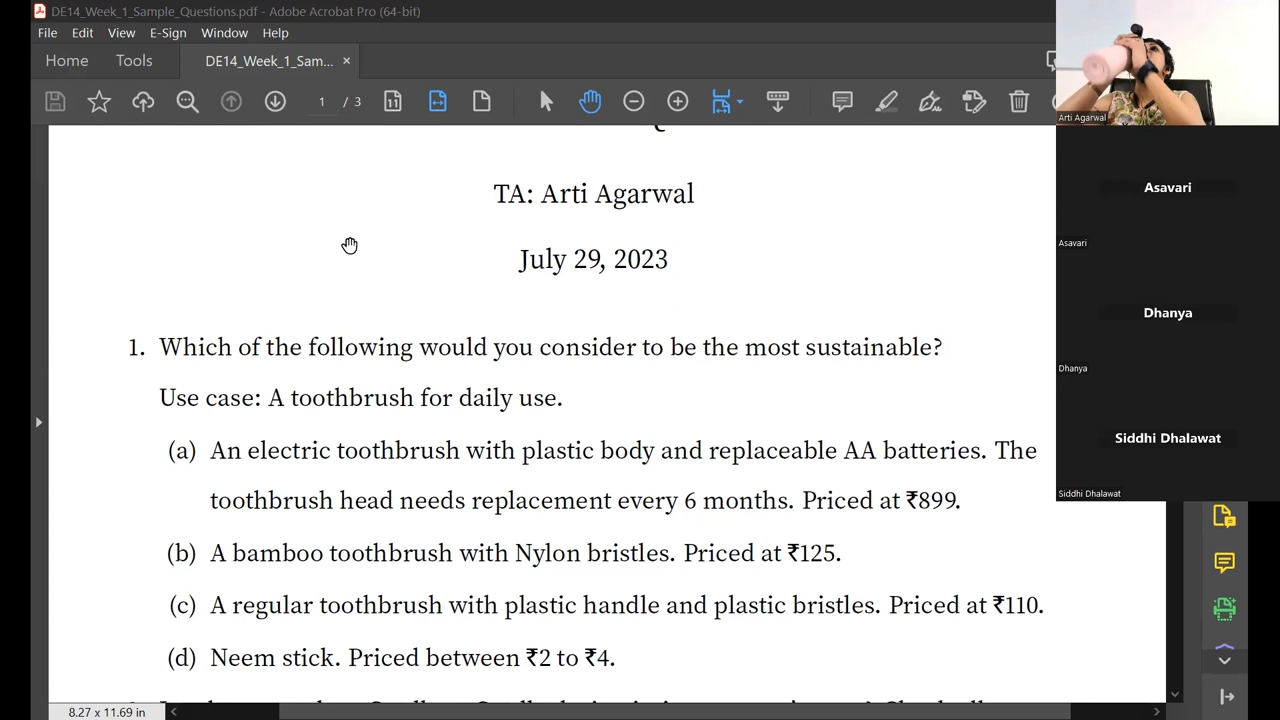 DE14_Week_1_Sample_Questions.pdf - Adobe Acrobat Pro (64-bit)
File Edit View E-Sign Window Help
Home Tools DE14_Week_1_Sam... ×
1 / 3
TA: Arti Agarwal
July 29, 2023
1. Which of the following would you consider to be the most sustainable?
Use case: A toothbrush for daily use.
(a) An electric toothbrush with plastic body and replaceable AA batteries. The
toothbrush head needs replacement every 6 months. Priced at ₹899.
(b) A bamboo toothbrush with Nylon bristles. Priced at ₹125.
(c) A regular toothbrush with plastic handle and plastic bristles. Priced at ₹110.
(d) Neem stick. Priced between ₹2 to ₹4.
8.27 x 11.69 in
Arti Agarwal
Asavari
Asavari
Dhanya
Dhanya
Siddhi Dhalawat
Siddhi Dhalawat